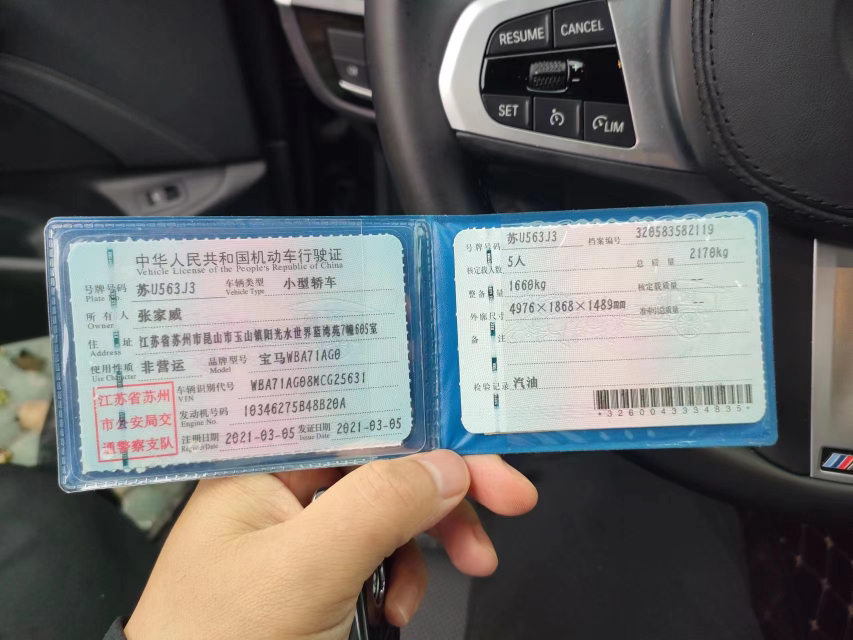 RESUME
CANCEL
SET
LIM
中华人民共和国机动车行驶证
Vehicle License of the People's Republic of China
号牌号码 苏U563J3 车辆类型 小型轿车
Plate No. Vehicle Type
所有人 张家威
Owner
住址 江苏省苏州市昆山市玉山镇阳光水世界蓝湾苑7幢605室
Address
使用性质 非营运 品牌型号 宝马WBA71AG0
Use Character Model
江苏省苏州
市公安局交
通警察支队
车辆识别代号 WBA71AG08MCG25631
VIN
发动机号码 10346275B48B20A
Engine No.
注册日期 2021-03-05 发证日期 2021-03-05
Register Date Issue Date
号牌号码 苏U563J3 档案编号 320583582119
核定载人数 5人 总质量 2170kg
整备质量 1660kg 核定载质量 --
外廓尺寸 4976×1868×1489mm 准牵引总质量 --
备注
检验记录 汽油
*3260043334835*